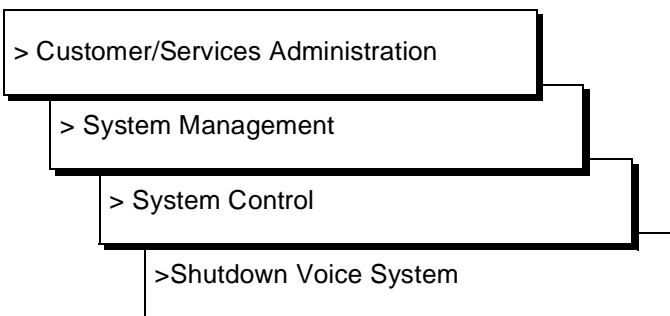 > Customer/Services Administration
> System Management
> System Control
>Shutdown Voice System